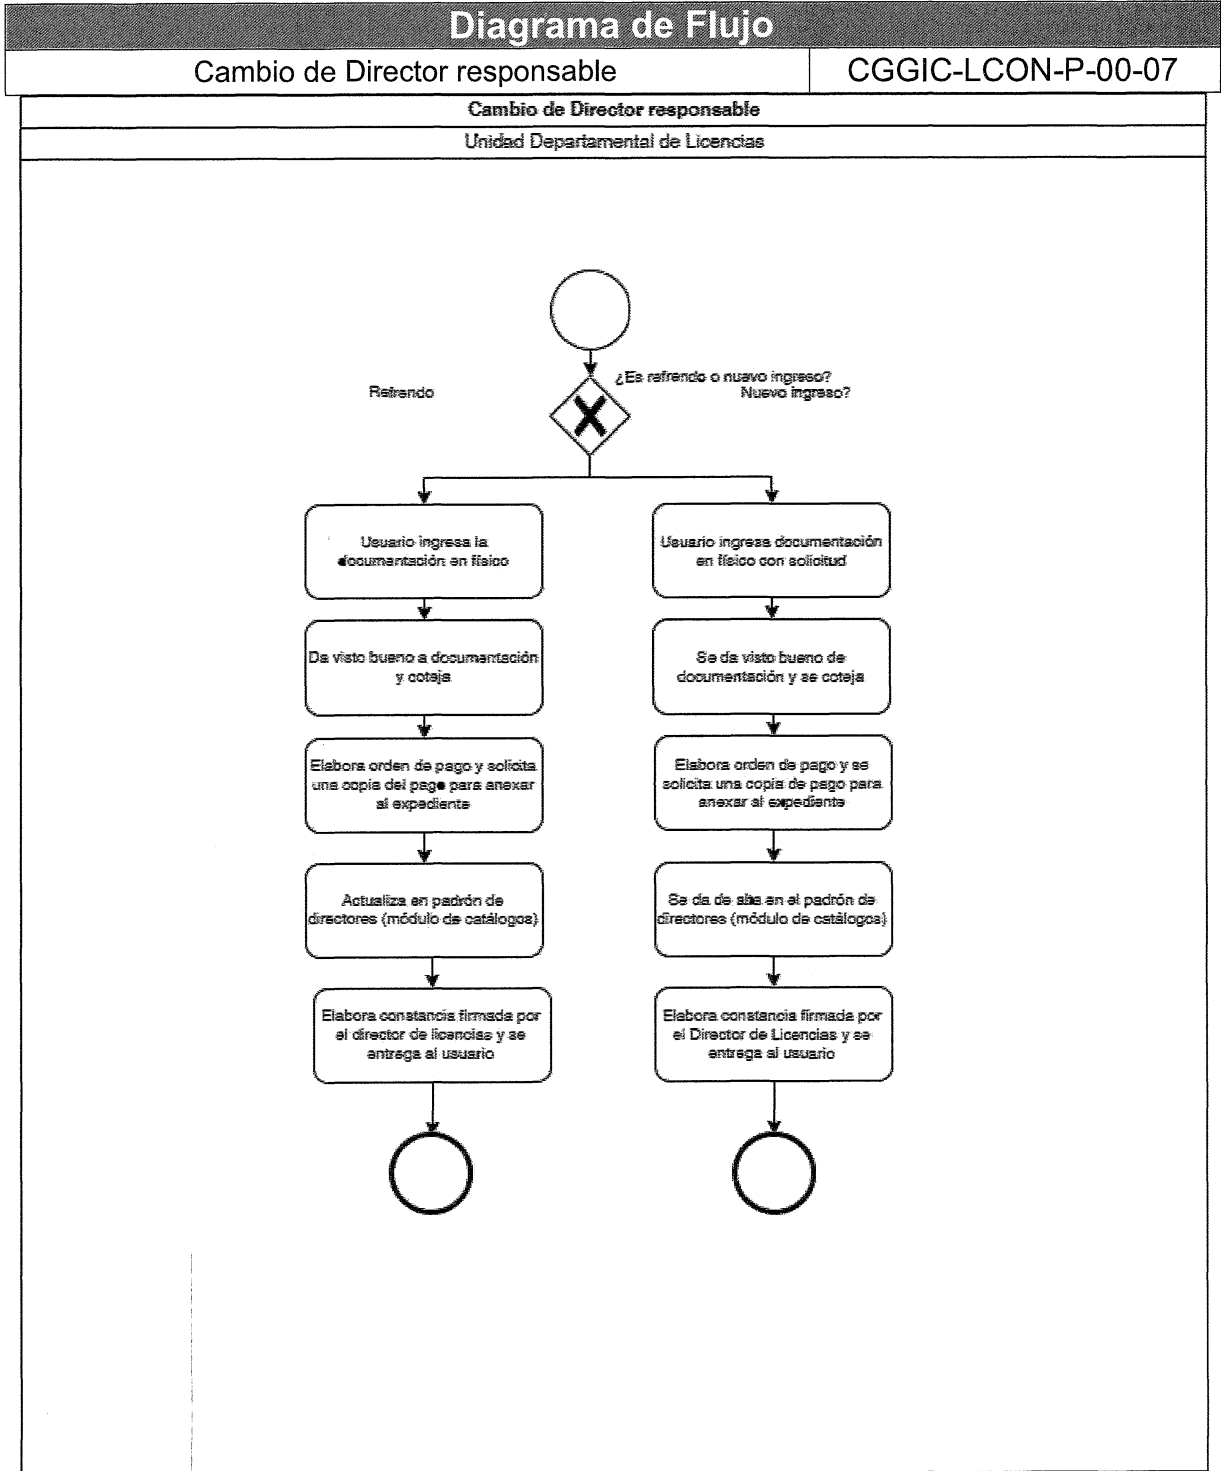 Diagrama de Flujo
Cambio de Director responsable
CGGIC-LCON-P-00-07
Cambio de Director responsable
Unidad Departamental de Licencias
¿Es refrendo o nuevo ingreso?
Refrendo
Nuevo ingreso?
Usuario ingresa la
documentación en físico
Da visto bueno a documentación
y coteja
Elabora orden de pago y solicita
una copia del pago para anexar
al expediente
Actualiza en padrón de
directores (módulo de catálogos)
Elabora constancia firmada por
el director de licencias y se
entrega al usuario
Usuario ingresa documentación
en físico con solicitud
Se da visto bueno de
documentación y se coteja
Elabora orden de pago y se
solicita una copia de pago para
anexar al expediente
Se da de alta en el padrón de
directores (módulo de catálogos)
Elabora constancia firmada por
el Director de Licencias y se
entrega al usuario